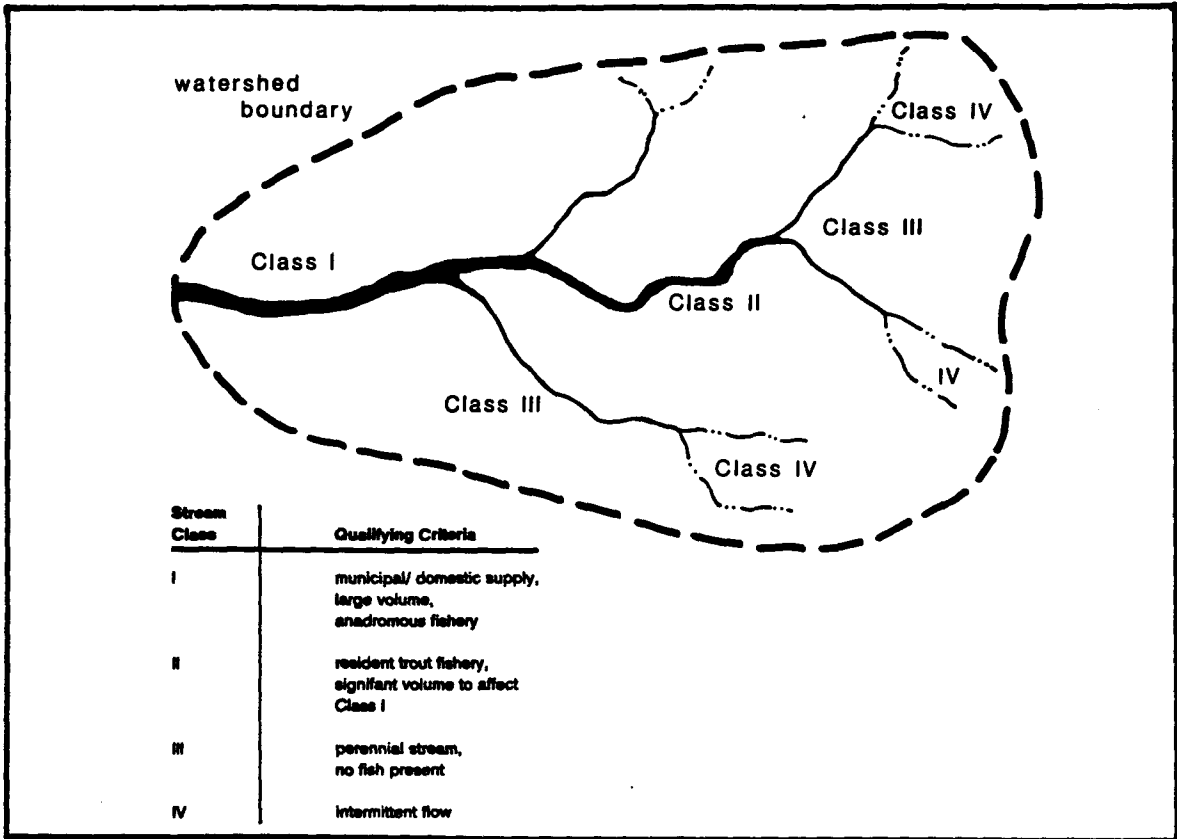 watershed
boundary
Class IV
Class III
Class I
Class II
IV
Class III
Class IV
Stream
Class Qualifying Criteria
I municipal/ domestic supply,
large volume,
anadromous fishery
II resident trout fishery,
signifant volume to affect
Class I
III perennial stream,
no fish present
IV intermittent flow